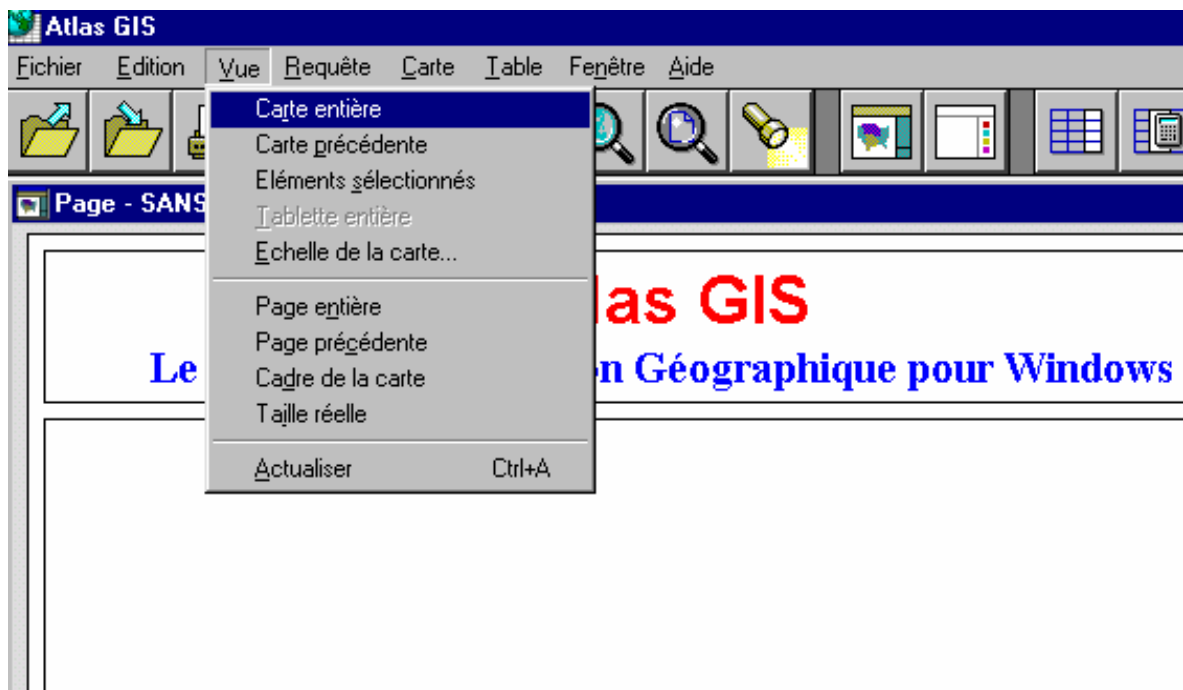 Atlas GIS
Fichier Edition Vue Requête Carte Table Fenêtre Aide
Carte entière
Carte précédente
Eléments sélectionnés
Tablette entière
Echelle de la carte...
Page entière
Page précédente
Cadre de la carte
Taille réelle
Actualiser Ctrl+A
Page - SANS
las GIS
Le n Géographique pour Windows